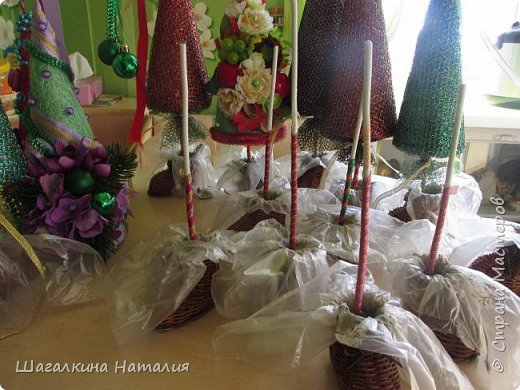 Шагалкина Наталия
© Страна Мастеров